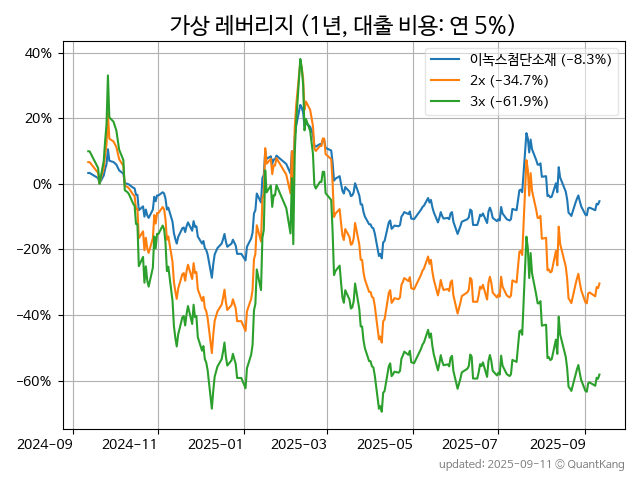 가상 레버리지 (1년, 대출 비용: 연 5%)
이녹스첨단소재 (−8.3%)
2x (−34.7%)
3x (−61.9%)
40%
20%
0%
−20%
−40%
−60%
2024-09
2024-11
2025-01
2025-03
2025-05
2025-07
2025-09
updated: 2025-09-11 © QuantKang